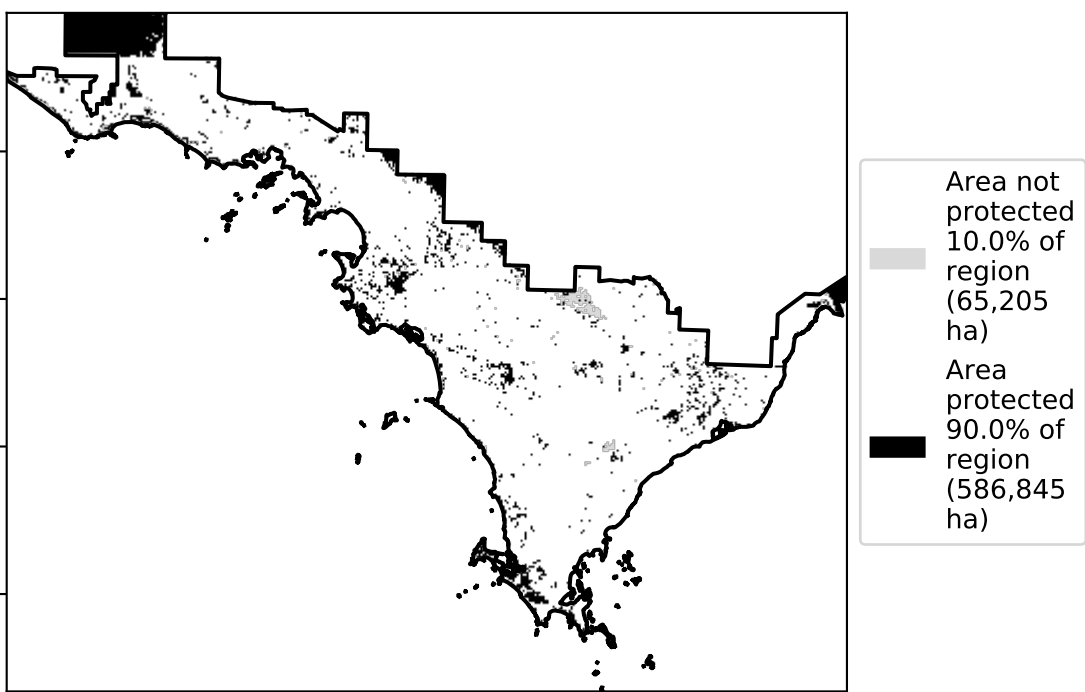 Area not
protected
10.0% of
region
(65,205
ha)
Area
protected
90.0% of
region
(586,845
ha)